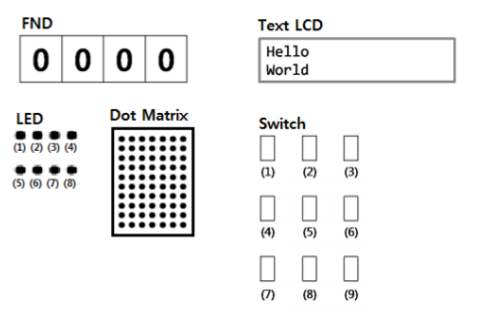 FND
0 0 0 0
Text LCD
Hello
World
LED
(1) (2) (3) (4)
(5) (6) (7) (8)
Dot Matrix
Switch
(1) (2) (3)
(4) (5) (6)
(7) (8) (9)